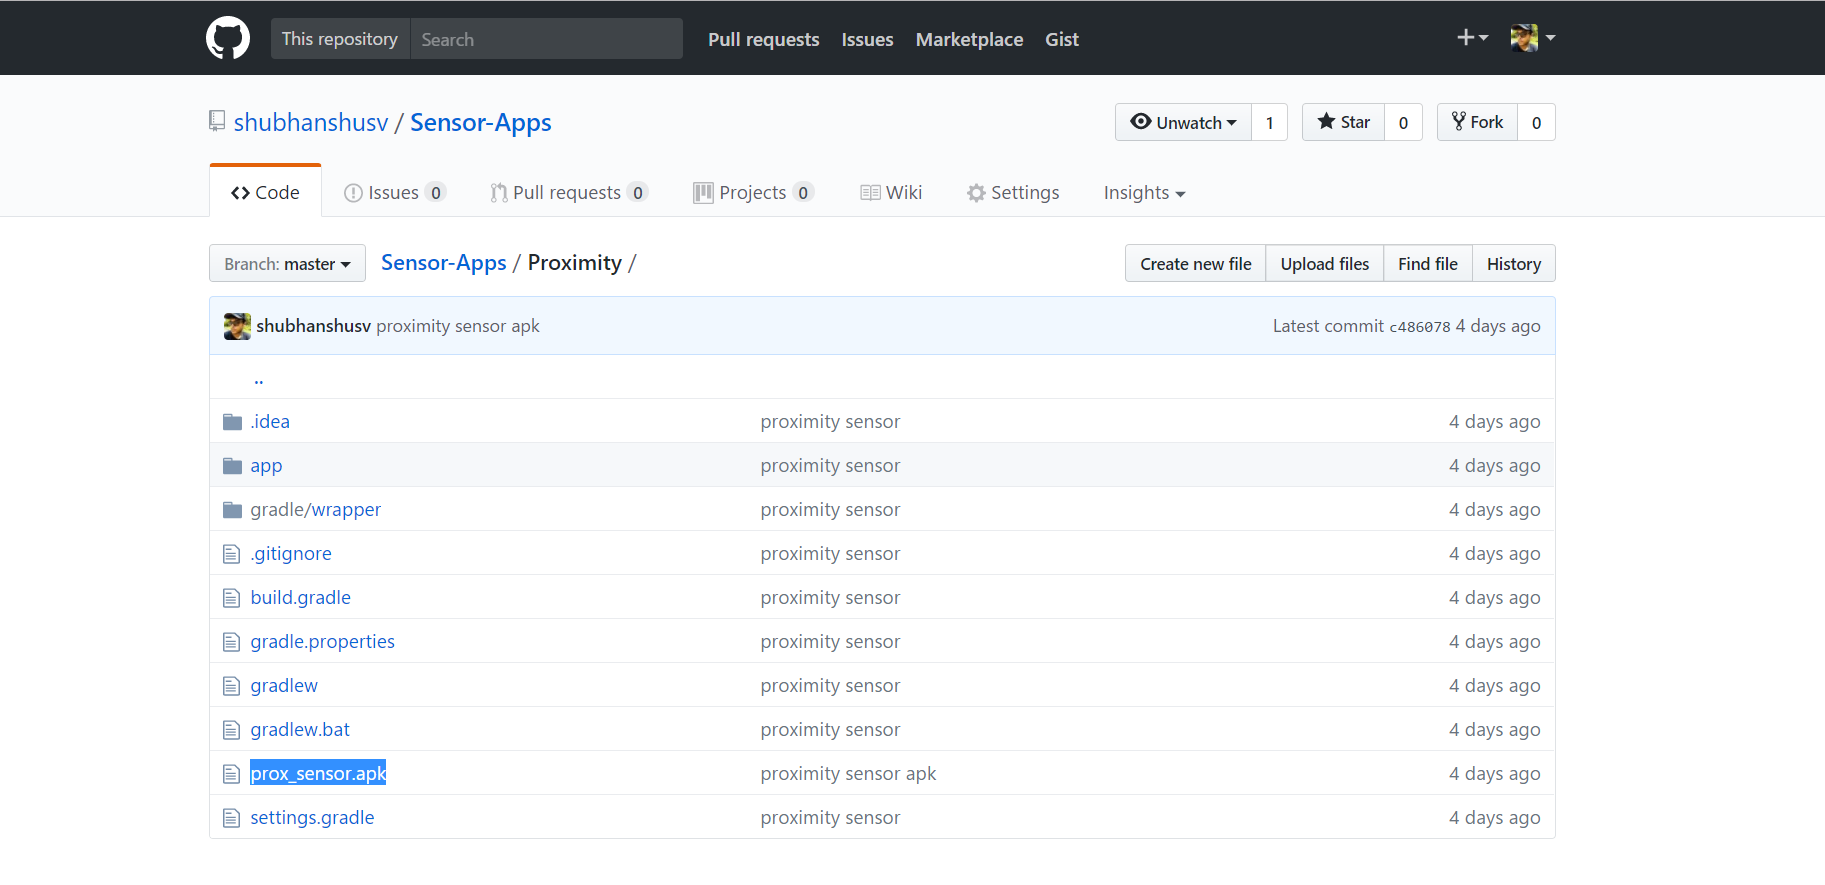 This repository Search Pull requests Issues Marketplace Gist
shubhanshusv / Sensor-Apps Unwatch 1 Star 0 Fork 0
Code Issues 0 Pull requests 0 Projects 0 Wiki Settings Insights
Branch: master Sensor-Apps / Proximity / Create new file Upload files Find file History
shubhanshusv proximity sensor apk Latest commit c486078 4 days ago
..
.idea proximity sensor 4 days ago
app proximity sensor 4 days ago
gradle/wrapper proximity sensor 4 days ago
.gitignore proximity sensor 4 days ago
build.gradle proximity sensor 4 days ago
gradle.properties proximity sensor 4 days ago
gradlew proximity sensor 4 days ago
gradlew.bat proximity sensor 4 days ago
prox_sensor.apk proximity sensor apk 4 days ago
settings.gradle proximity sensor 4 days ago